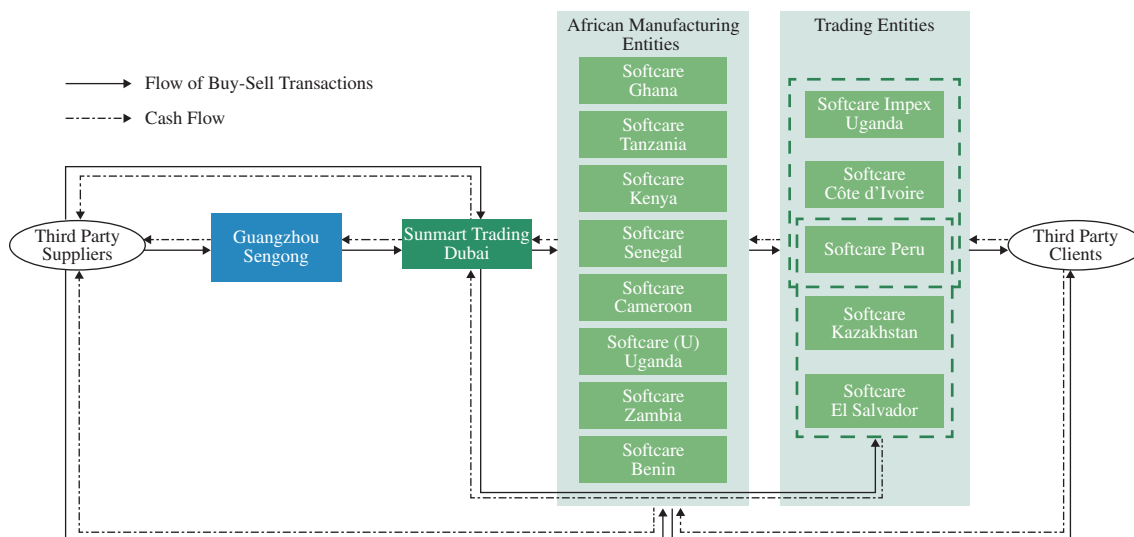 African Manufacturing
Entities
Trading Entities
Flow of Buy-Sell Transactions
Cash Flow
Third Party
Suppliers
Guangzhou
Sengong
Sunmart Trading
Dubai
Softcare
Ghana
Softcare
Tanzania
Softcare
Kenya
Softcare
Senegal
Softcare
Cameroon
Softcare (U)
Uganda
Softcare
Zambia
Softcare
Benin
Softcare Impex
Uganda
Softcare
Côte d’Ivoire
Softcare Peru
Softcare
Kazakhstan
Softcare
El Salvador
Third Party
Clients